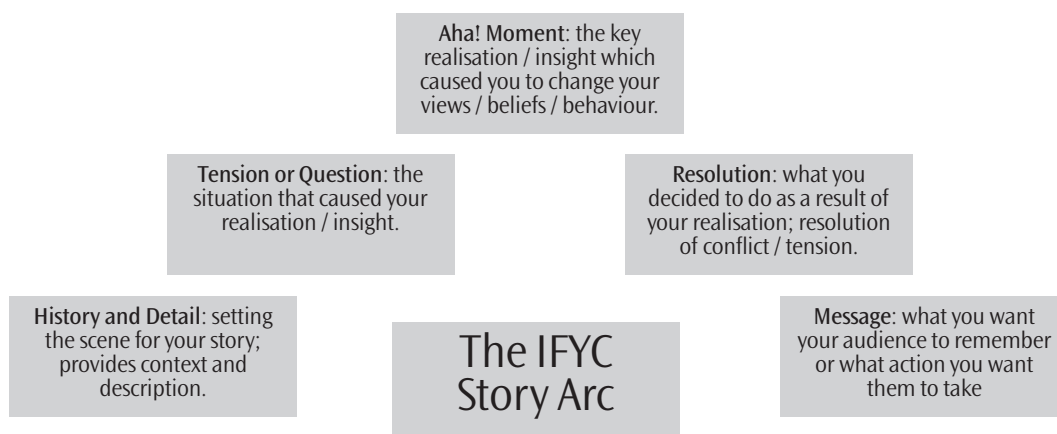 Aha! Moment: the key
realisation / insight which
caused you to change your
views / beliefs / behaviour.
Tension or Question: the
situation that caused your
realisation / insight.
Resolution: what you
decided to do as a result of
your realisation; resolution
of conflict / tension.
History and Detail: setting
the scene for your story;
provides context and
description.
The IFYC
Story Arc
Message: what you want
your audience to remember
or what action you want
them to take